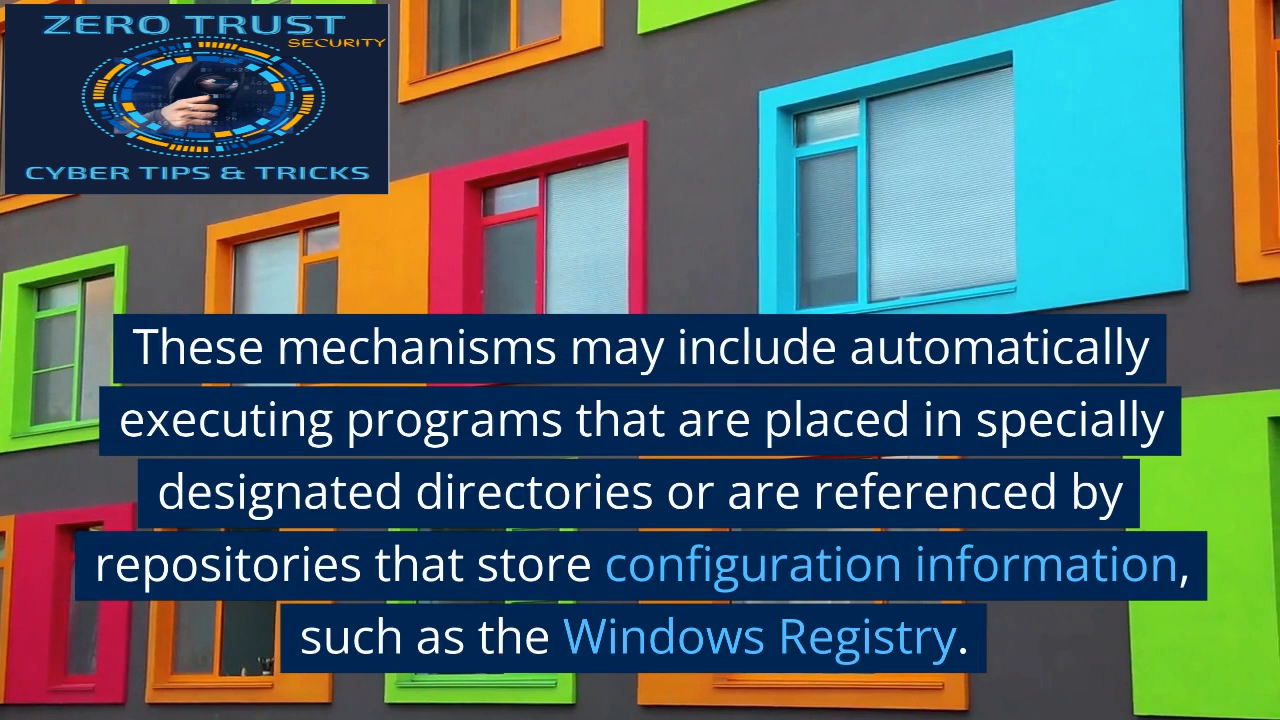 ZERO TRUST
SECURITY
CYBER TIPS & TRICKS
These mechanisms may include automatically
executing programs that are placed in specially
designated directories or are referenced by
repositories that store configuration information,
such as the Windows Registry.